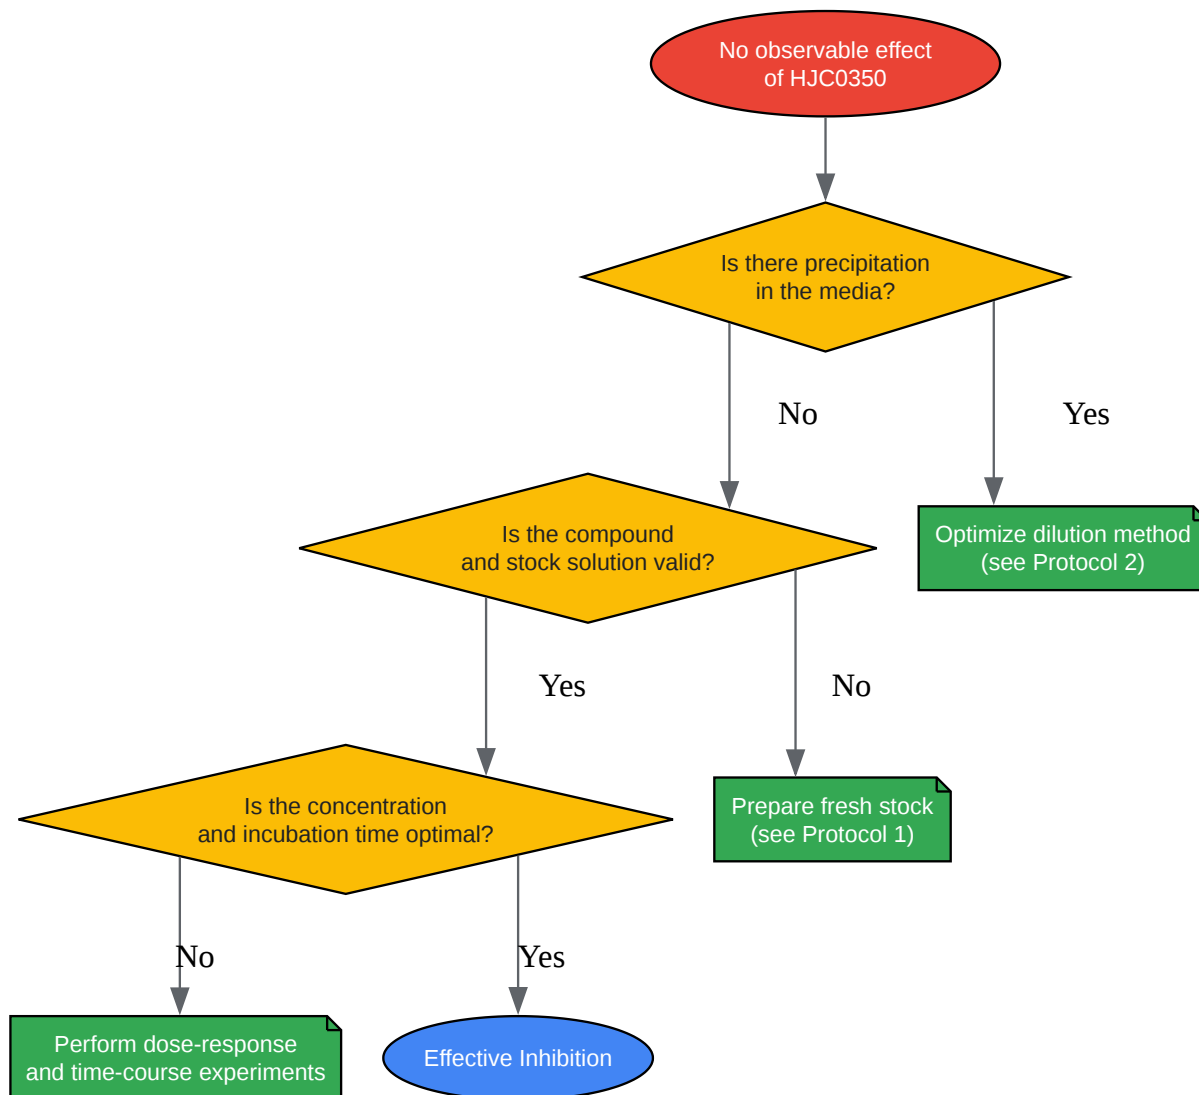 No observable effect
of HJC0350
Is there precipitation
in the media?
No
Yes
Is the compound
and stock solution valid?
Optimize dilution method
(see Protocol 2)
Yes
No
Is the concentration
and incubation time optimal?
Prepare fresh stock
(see Protocol 1)
No
Yes
Perform dose-response
and time-course experiments
Effective Inhibition